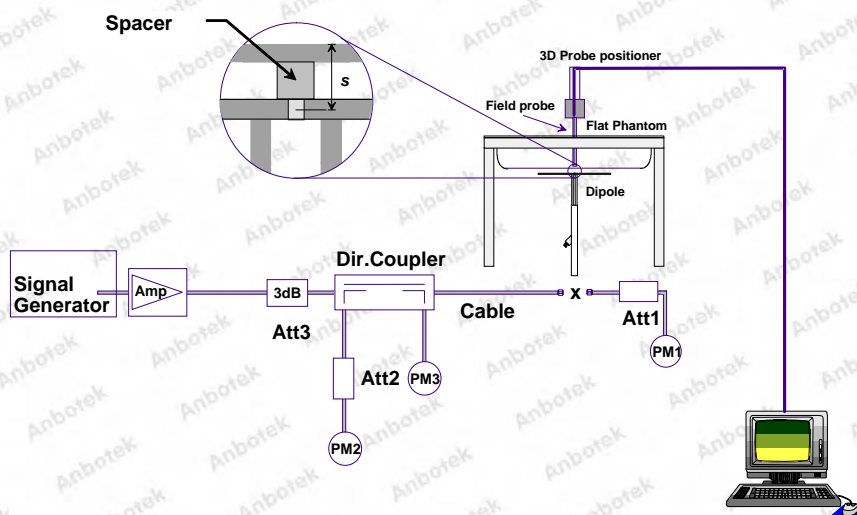 Spacer
s
3D Probe positioner
Field probe
Flat Phantom
Dipole
Signal
Generator
Amp
3dB
Att3
Dir.Coupler
Cable
x
Att1
PM1
Att2
PM3
PM2
Anbotek